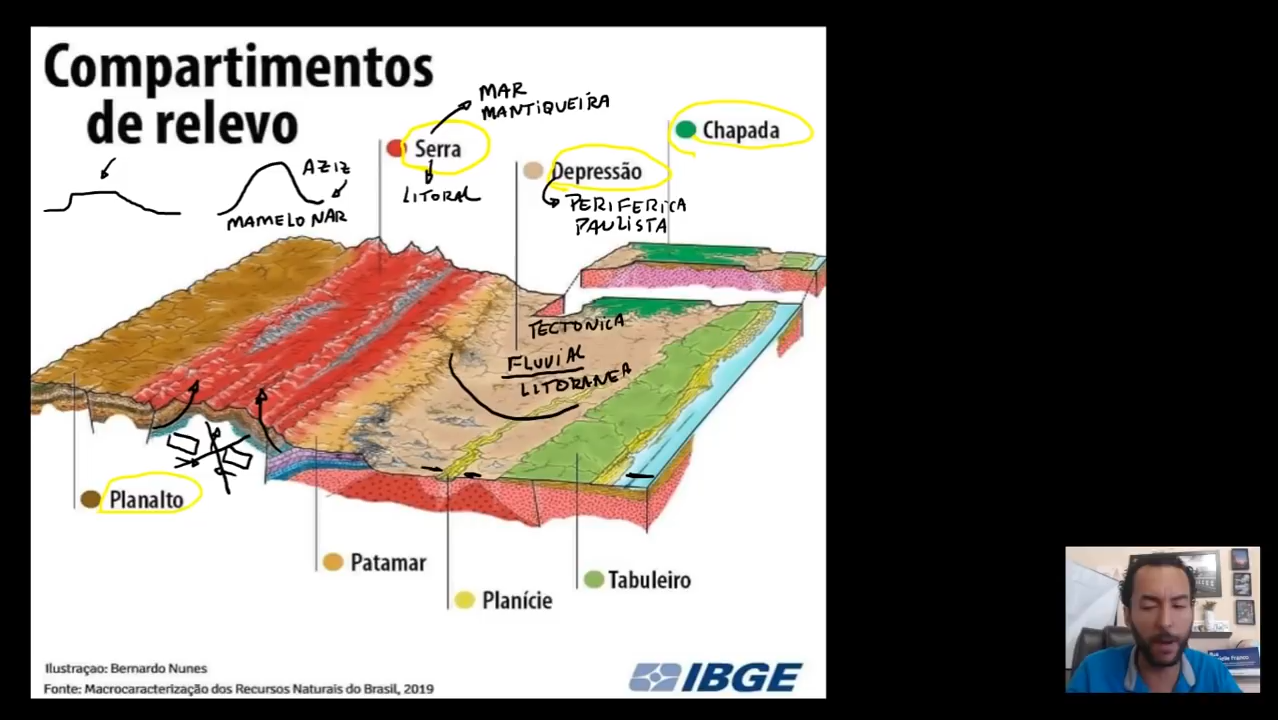 Compartimentos
de relevo
MAR
MANTIQUEIRA
Serra
LITORAL
Chapada
Depressão
PERIFERICA
PAULISTA
AZIZ
MAMELONAR
TECTONICA
FLUVIAL
LITORANEA
Planalto
Patamar
Planície
Tabuleiro
Ilustraçao: Bernardo Nunes
Fonte: Macrocaracterização dos Recursos Naturais do Brasil, 2019
IBGE